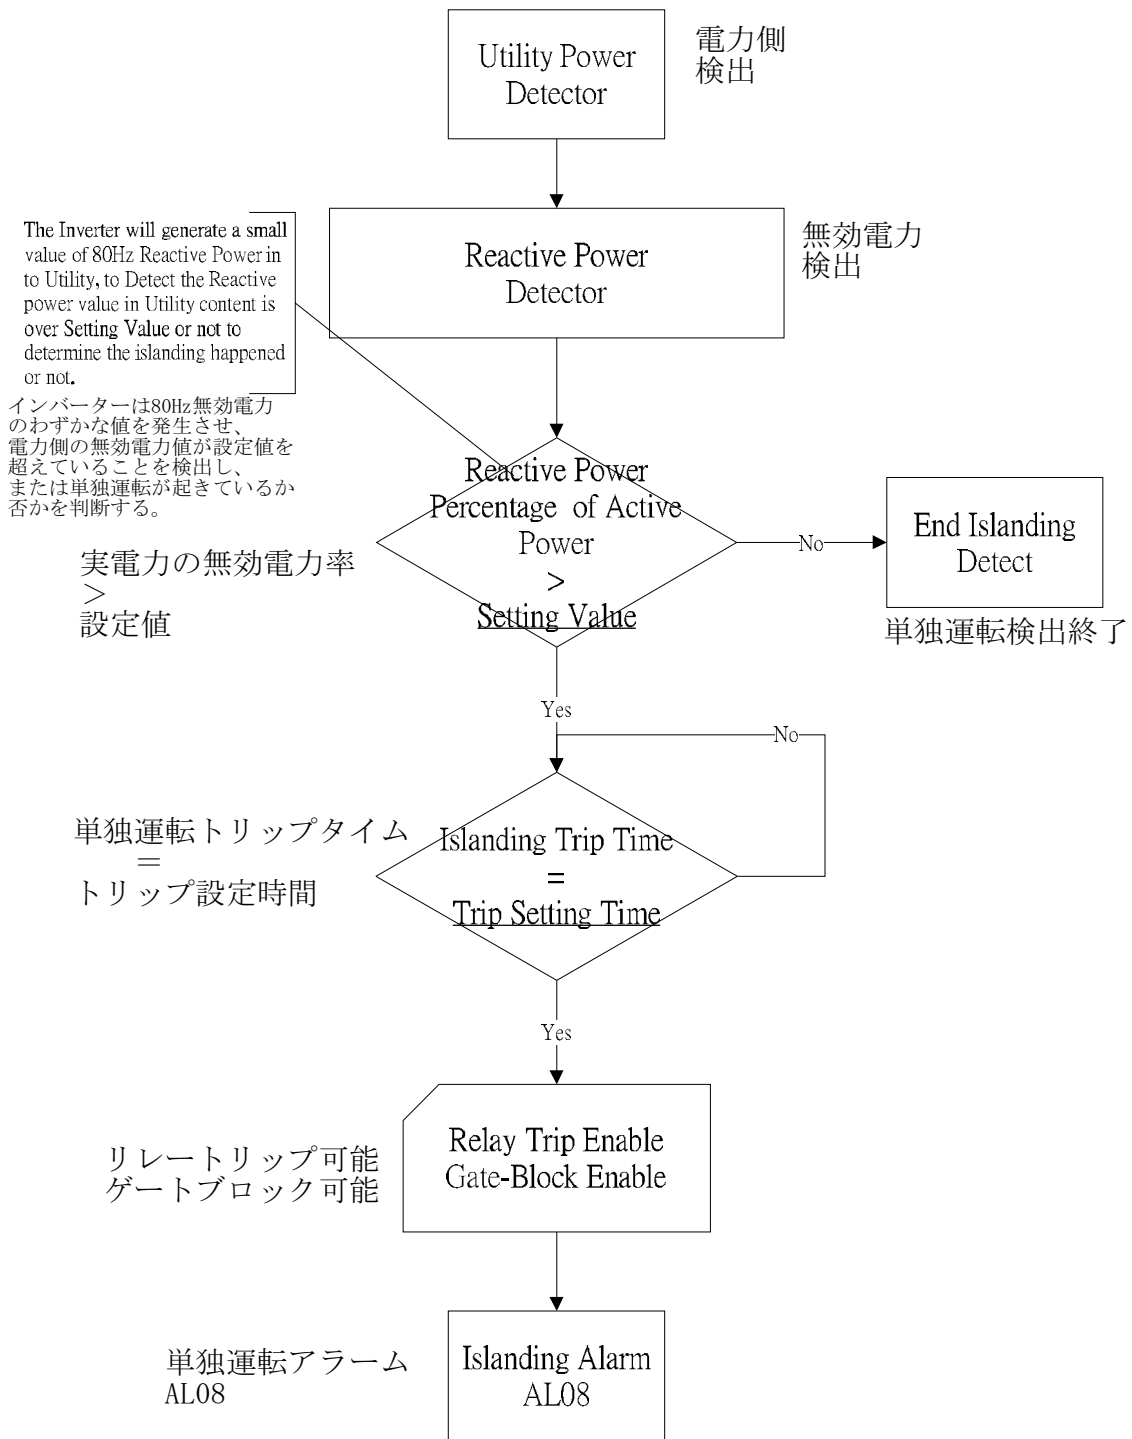 Utility Power
Detector
電力側
検出
The Inverter will generate a small
value of 80Hz Reactive Power in
to Utility, to Detect the Reactive
power value in Utility content is
over Setting Value or not to
determine the islanding happened
or not.
インバーターは80Hz無効電力
のわずかな値を発生させ、
電力側の無効電力値が設定値を
超えていることを検出し、
または単独運転が起きているか
否かを判断する。
Reactive Power
Detector
無効電力
検出
Reactive Power
Percentage of Active
Power
>
Setting Value
実電力の無効電力率
＞
設定値
No
End Islanding
Detect
単独運転検出終了
Yes
No
単独運転トリップタイム
＝
トリップ設定時間
Islanding Trip Time
=
Trip Setting Time
Yes
リレートリップ可能
ゲートブロック可能
Relay Trip Enable
Gate-Block Enable
単独運転アラーム
AL08
Islanding Alarm
AL08